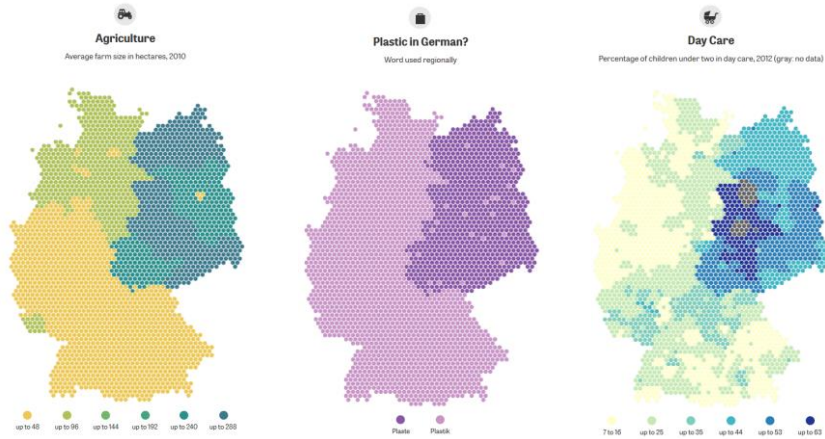 Agriculture
Average farm size in hectares, 2010
up to 48
up to 96
up to 144
up to 192
up to 240
up to 288
Plastic in German?
Word used regionally
Plaste
Plastik
Day Care
Percentage of children under two in day care, 2012 (gray: no data)
7 to 16
up to 25
up to 35
up to 44
up to 53
up to 63